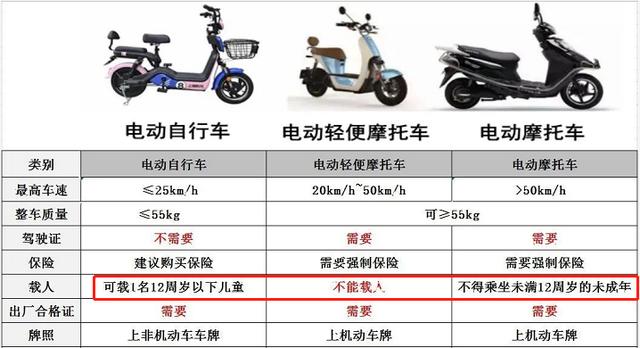 电动自行车 电动轻便摩托车 电动摩托车
类别 电动自行车 电动轻便摩托车 电动摩托车
最高车速 ≤25km/h 20km/h~50km/h >50km/h
整车质量 ≤55kg 可≥55kg
驾驶证 不需要 需要 需要
保险 建议购买保险 需要强制保险 需要强制保险
载人 可载1名12周岁以下儿童 不能载人 不得乘坐未满12周岁的未成年
出厂合格证 需要 需要 需要
牌照 上非机动车车牌 上机动车牌 上机动车牌